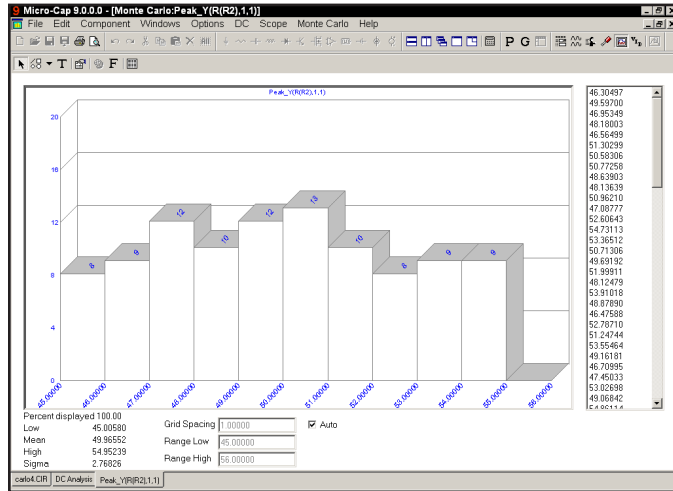 Micro-Cap 9.0.0.0 - [Monte Carlo:Peak_Y(R(R2),1,1)]
File Edit Component Windows Options DC Scope Monte Carlo Help
All P G
T F
Peak_Y(R(R2),1,1)
20
16
12
8
4
0
8 9 12 10 12 13 10 8 9 9
45.00000 46.00000 47.00000 48.00000 49.00000 50.00000 51.00000 52.00000 53.00000 54.00000 55.00000 56.00000
46.30497
49.59700
46.95349
48.18003
46.56499
51.30299
50.58306
50.77258
48.63903
48.13639
50.96210
47.08777
52.60643
54.73113
53.36512
50.71306
49.69192
51.99911
48.12479
53.91018
48.87890
46.47588
52.78710
51.24744
53.55464
49.16181
46.70995
47.45033
53.02698
49.06842
54.86114
Percent displayed 100.00
Low 45.00580
Mean 49.96552
High 54.95239
Sigma 2.76826
Grid Spacing 1.00000
Range Low 45.00000
Range High 56.00000
Auto
carlo4.CIR DC Analysis Peak_Y(R(R2),1,1)